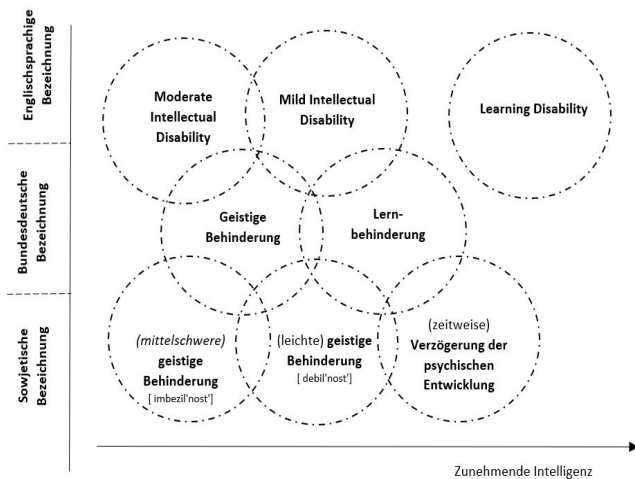 Englischsprachige
Bezeichnung
Moderate
Intellectual
Disability
Mild Intellectual
Disability
Learning Disability
Bundesdeutsche
Bezeichnung
Geistige
Behinderung
Lern-
behinderung
Sowjetische
Bezeichnung
(mittelschwere)
geistige
Behinderung
[ imbezil'nost']
(leichte) geistige
Behinderung
[ debil'nost']
(zeitweise)
Verzögerung der
psychischen
Entwicklung
Zunehmende Intelligenz